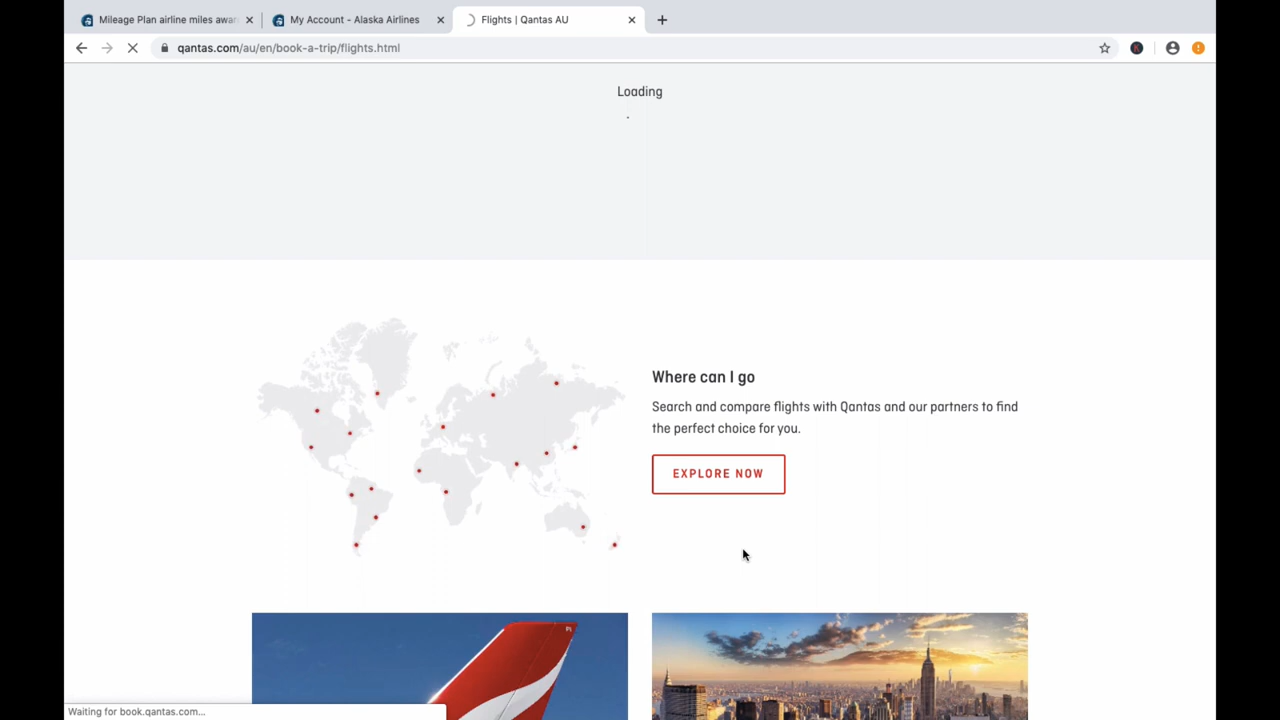 Mileage Plan airline miles awar
My Account - Alaska Airlines
Flights | Qantas AU
qantas.com/au/en/book-a-trip/flights.html
Loading
Where can I go
Search and compare flights with Qantas and our partners to find
the perfect choice for you.
EXPLORE NOW
Waiting for book.qantas.com...